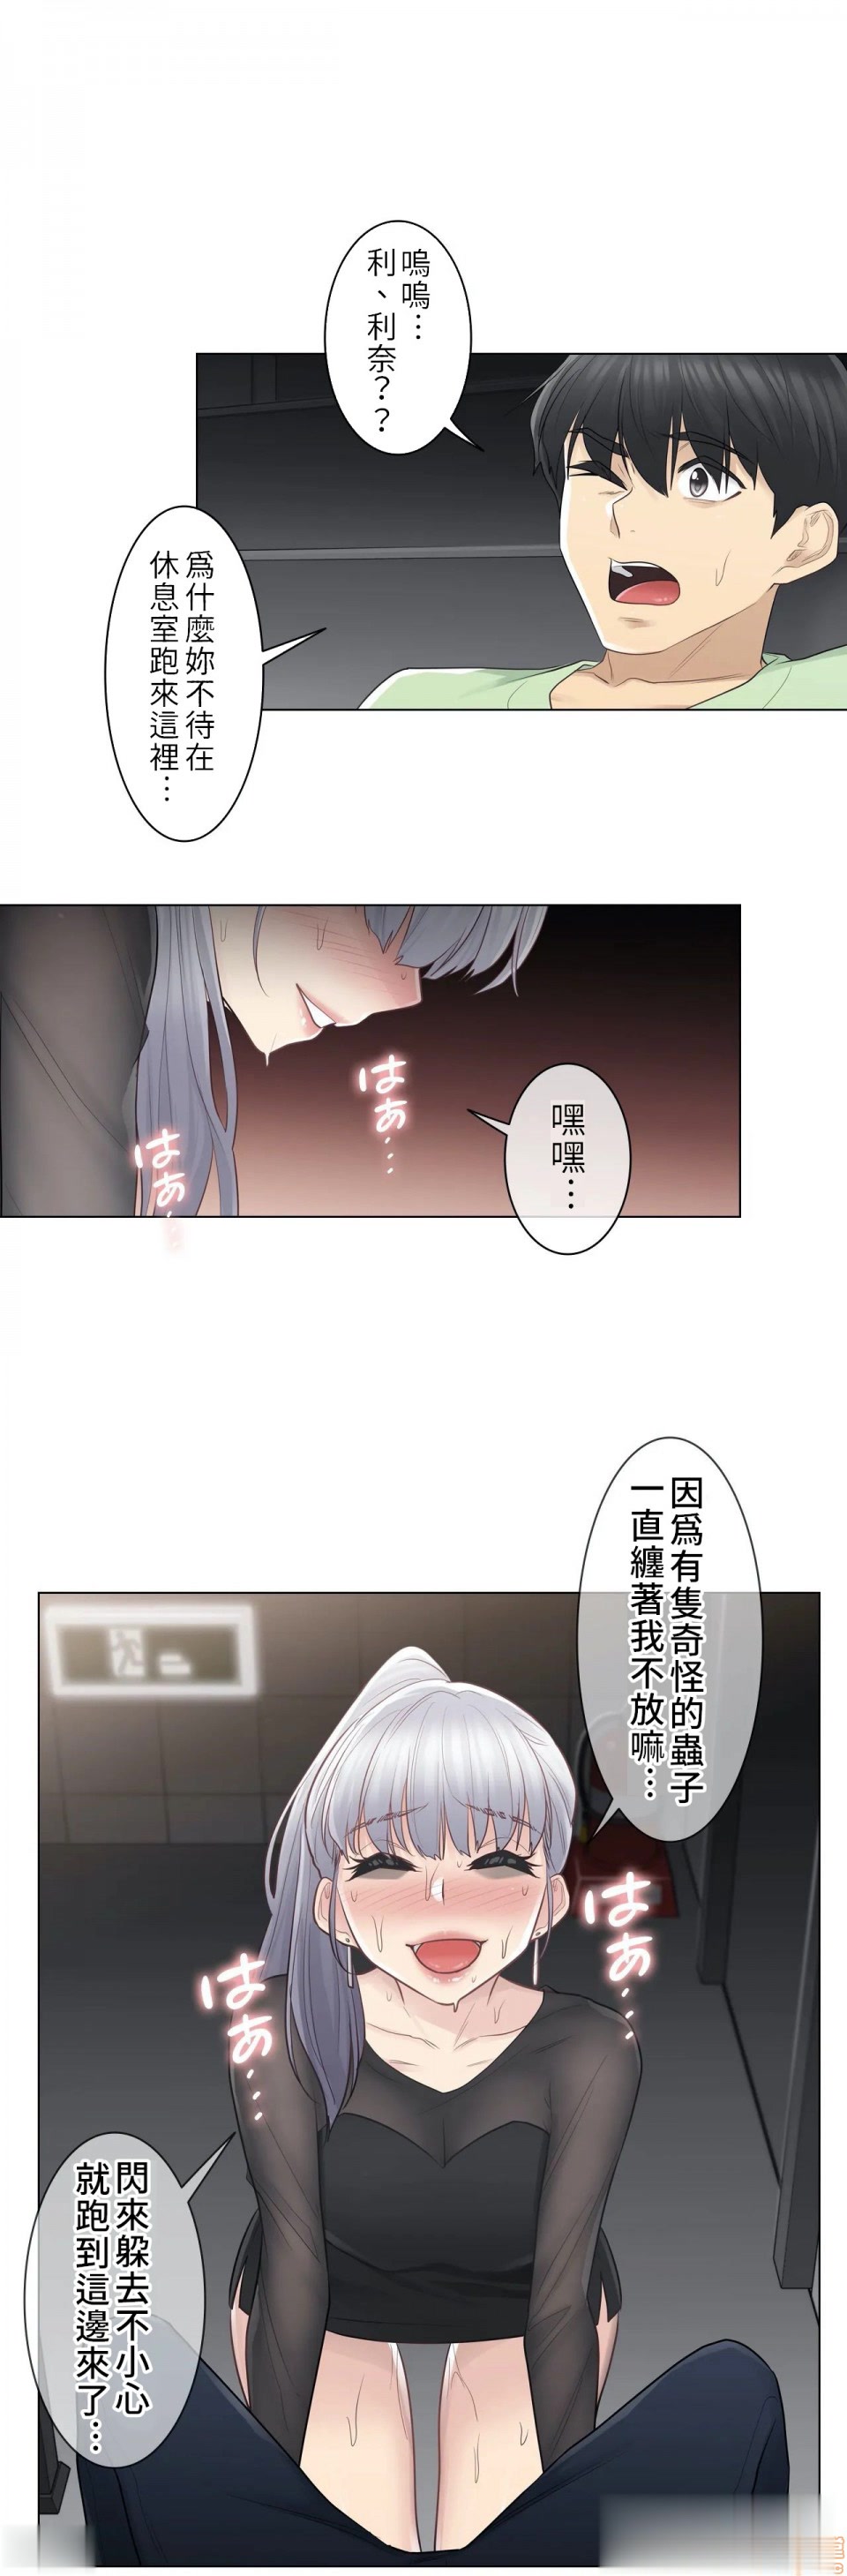 嗚嗚…
利、利奈？？
爲什麼妳不待在
休息室跑來這裡…
はぁ…
はぁ…
嘿嘿…
因爲有隻奇怪的蟲子
一直纏著我不放嘛…
はぁ…
はぁ…
閃來躲去不小心
就跑到這邊來了…